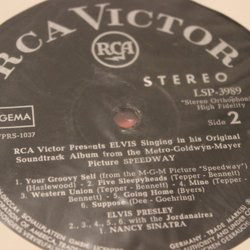 RCA VICTOR
RCA
STEREO
LSP-3989
"Stereo Orthophonic"
High Fidelity
GEMA
PRS-1037
Side 2
RCA Victor Presents ELVIS Singing in his Original
Soundtrack Album from the Metro-Goldwyn-Mayer
Picture SPEEDWAY
1. Your Groovy Self (from the M-G-M Picture "Speedway")
(Hazlewood) - 2. Five Sleepyheads (Tepper - Bennett) -
3. Western Union (Tepper - Bennett) - 4. Mine (Tepper -
Bennett) - 5. Going Home (Byers)
6. Suppose (Dee - Goehring)
ELVIS PRESLEY
2, 3, 4, 5, 6 with the Jordanaires
1. NANCY SINATRA